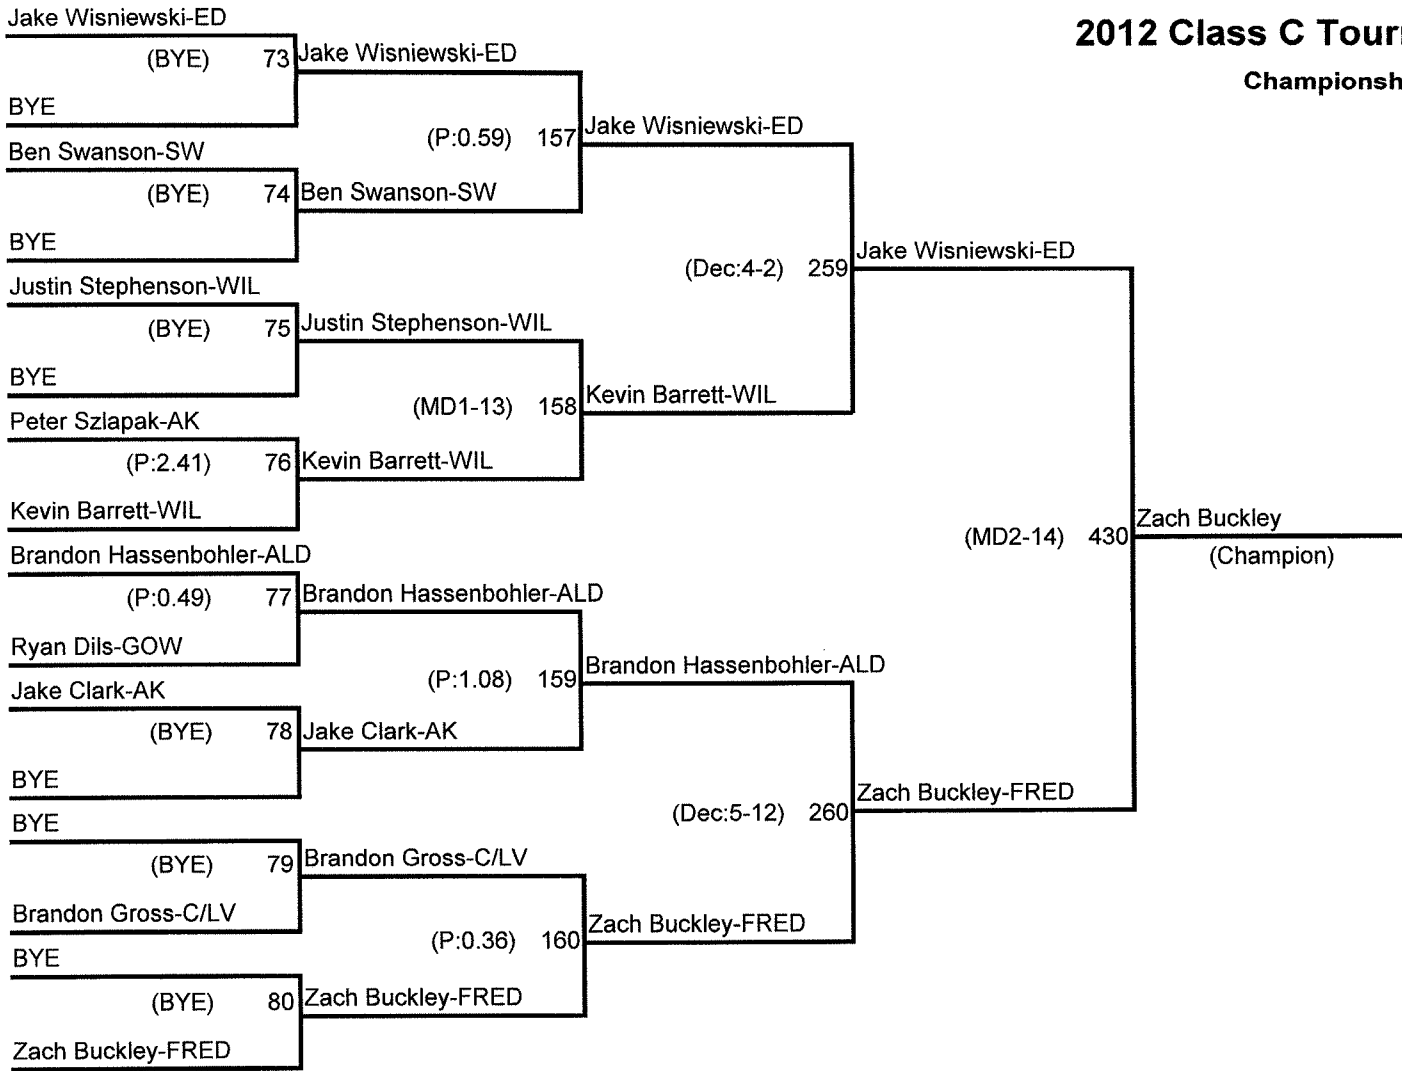 2012 Class C Tour
Championsh
Jake Wisniewski-ED
(BYE) 73 Jake Wisniewski-ED
BYE
(P:0.59) 157 Jake Wisniewski-ED
Ben Swanson-SW
(BYE) 74 Ben Swanson-SW
BYE
(Dec:4-2) 259 Jake Wisniewski-ED
Justin Stephenson-WIL
(BYE) 75 Justin Stephenson-WIL
BYE
(MD1-13) 158 Kevin Barrett-WIL
Peter Szlapak-AK
(P:2.41) 76 Kevin Barrett-WIL
Kevin Barrett-WIL
(MD2-14) 430 Zach Buckley
(Champion)
Brandon Hassenbohler-ALD
(P:0.49) 77 Brandon Hassenbohler-ALD
Ryan Dils-GOW
(P:1.08) 159 Brandon Hassenbohler-ALD
Jake Clark-AK
(BYE) 78 Jake Clark-AK
BYE
(Dec:5-12) 260 Zach Buckley-FRED
BYE
(BYE) 79 Brandon Gross-C/LV
Brandon Gross-C/LV
(P:0.36) 160 Zach Buckley-FRED
BYE
(BYE) 80 Zach Buckley-FRED
Zach Buckley-FRED